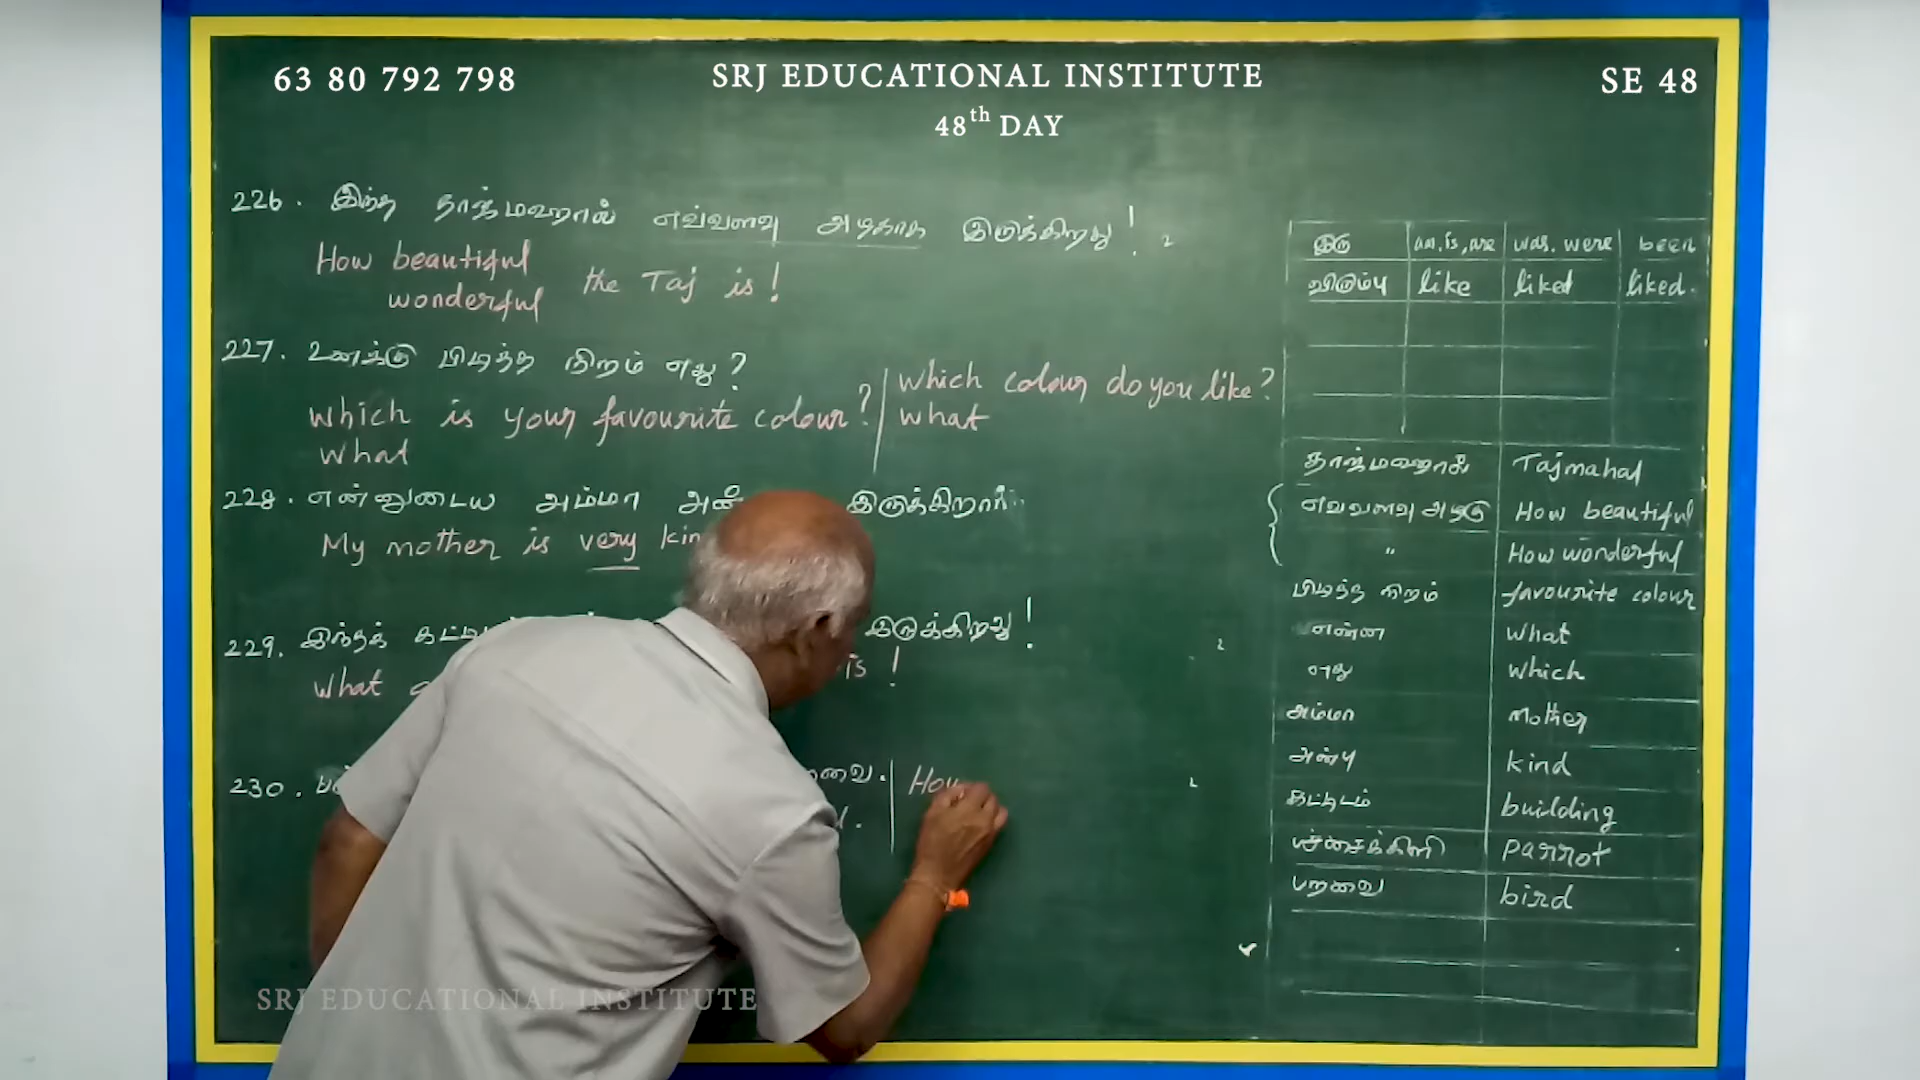 63 80 792 798
SRJ EDUCATIONAL INSTITUTE
SE 48
48th DAY
226. இந்த தாஜ்மஹால் எவ்வளவு அழகாக இருக்கிறது!
How beautiful
wonderful the Taj is!
227. உனக்கு பிடித்த நிறம் எது?
Which is your favourite colour?
What
Which colour do you like?
What
228. என்னுடைய அம்மா இருக்கிறார்.
My mother is very
229. இந்தக் இருக்கிறது!
What is!
230.
இரு am, is, are was. were been
விரும்பு like liked liked.
தாஜ்மஹால் Tajmahal
எவ்வளவு அழகு How beautiful
" How wonderful
பிடித்த நிறம் favourite colour
என்ன what
எது which
அம்மா mother
அன்பு kind
கட்டிடம் building
பச்சைக்கிளி parrot
பறவை bird
SRJ EDUCATIONAL INSTITUTE